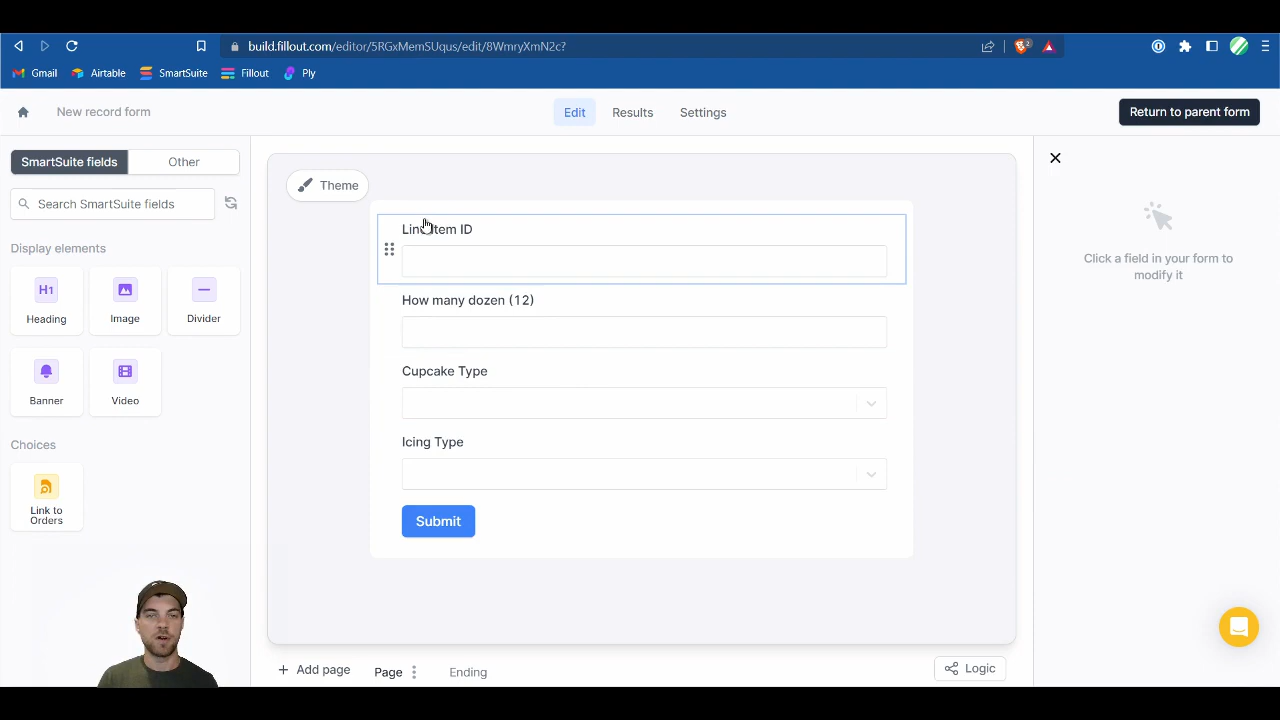 build.fillout.com/editor/5RGxMemSUqus/edit/8WmryXmN2c?
2
Gmail
Airtable
SmartSuite
Fillout
Ply
New record form
Edit
Results
Settings
Return to parent form
SmartSuite fields
Other
Search SmartSuite fields
Display elements
H1
Heading
Image
Divider
Banner
Video
Choices
Link to
Orders
Theme
Line Item ID
How many dozen (12)
Cupcake Type
Icing Type
Submit
Click a field in your form to
modify it
+ Add page
Page
Ending
Logic